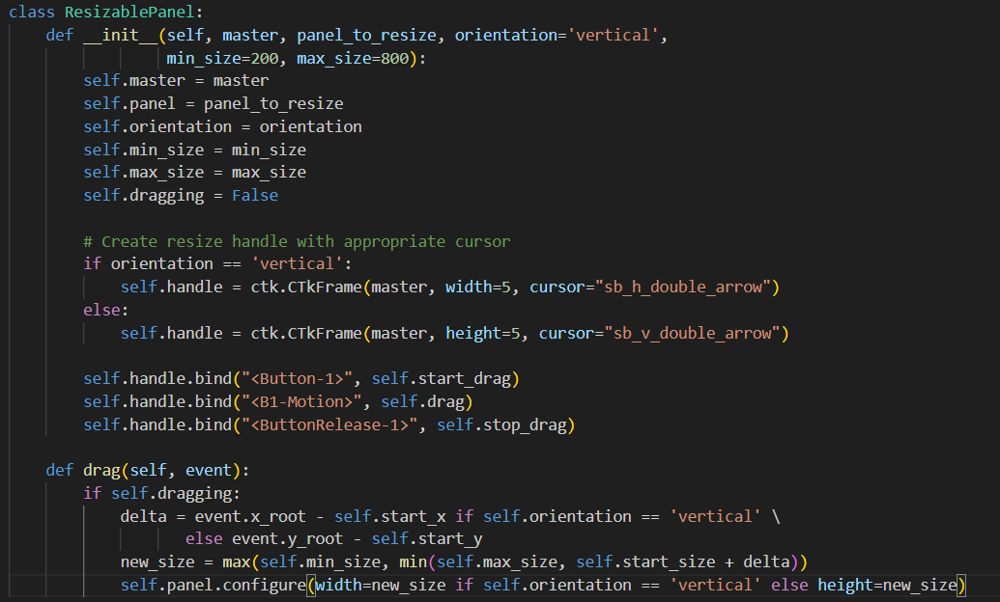 class ResizablePanel:
    def __init__(self, master, panel_to_resize, orientation='vertical',
                 min_size=200, max_size=800):
        self.master = master
        self.panel = panel_to_resize
        self.orientation = orientation
        self.min_size = min_size
        self.max_size = max_size
        self.dragging = False

        # Create resize handle with appropriate cursor
        if orientation == 'vertical':
            self.handle = ctk.CTkFrame(master, width=5, cursor="sb_h_double_arrow")
        else:
            self.handle = ctk.CTkFrame(master, height=5, cursor="sb_v_double_arrow")

        self.handle.bind("<Button-1>", self.start_drag)
        self.handle.bind("<B1-Motion>", self.drag)
        self.handle.bind("<ButtonRelease-1>", self.stop_drag)

    def drag(self, event):
        if self.dragging:
            delta = event.x_root - self.start_x if self.orientation == 'vertical' \
                   else event.y_root - self.start_y
            new_size = max(self.min_size, min(self.max_size, self.start_size + delta))
            self.panel.configure(width=new_size if self.orientation == 'vertical' else height=new_size)